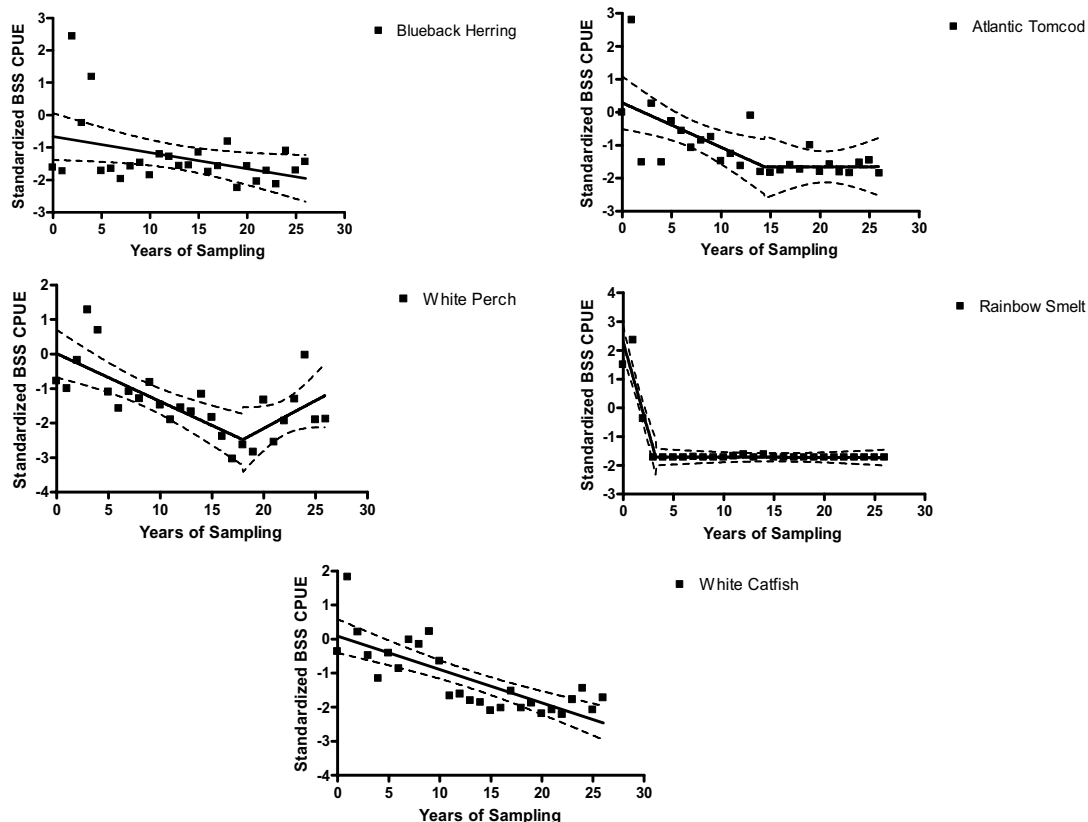 Blueback Herring
Standardized BSS CPUE
3
2
1
0
-1
-2
-3
0 5 10 15 20 25 30
Years of Sampling
Atlantic Tomcod
Standardized BSS CPUE
3
2
1
0
-1
-2
-3
0 5 10 15 20 25 30
Years of Sampling
White Perch
Standardized BSS CPUE
2
1
0
-1
-2
-3
-4
0 5 10 15 20 25 30
Years of Sampling
Rainbow Smelt
Standardized BSS CPUE
4
3
2
1
0
-1
-2
-3
0 5 10 15 20 25 30
Years of Sampling
White Catfish
Standardized BSS CPUE
2
1
0
-1
-2
-3
-4
0 5 10 15 20 25 30
Years of Sampling